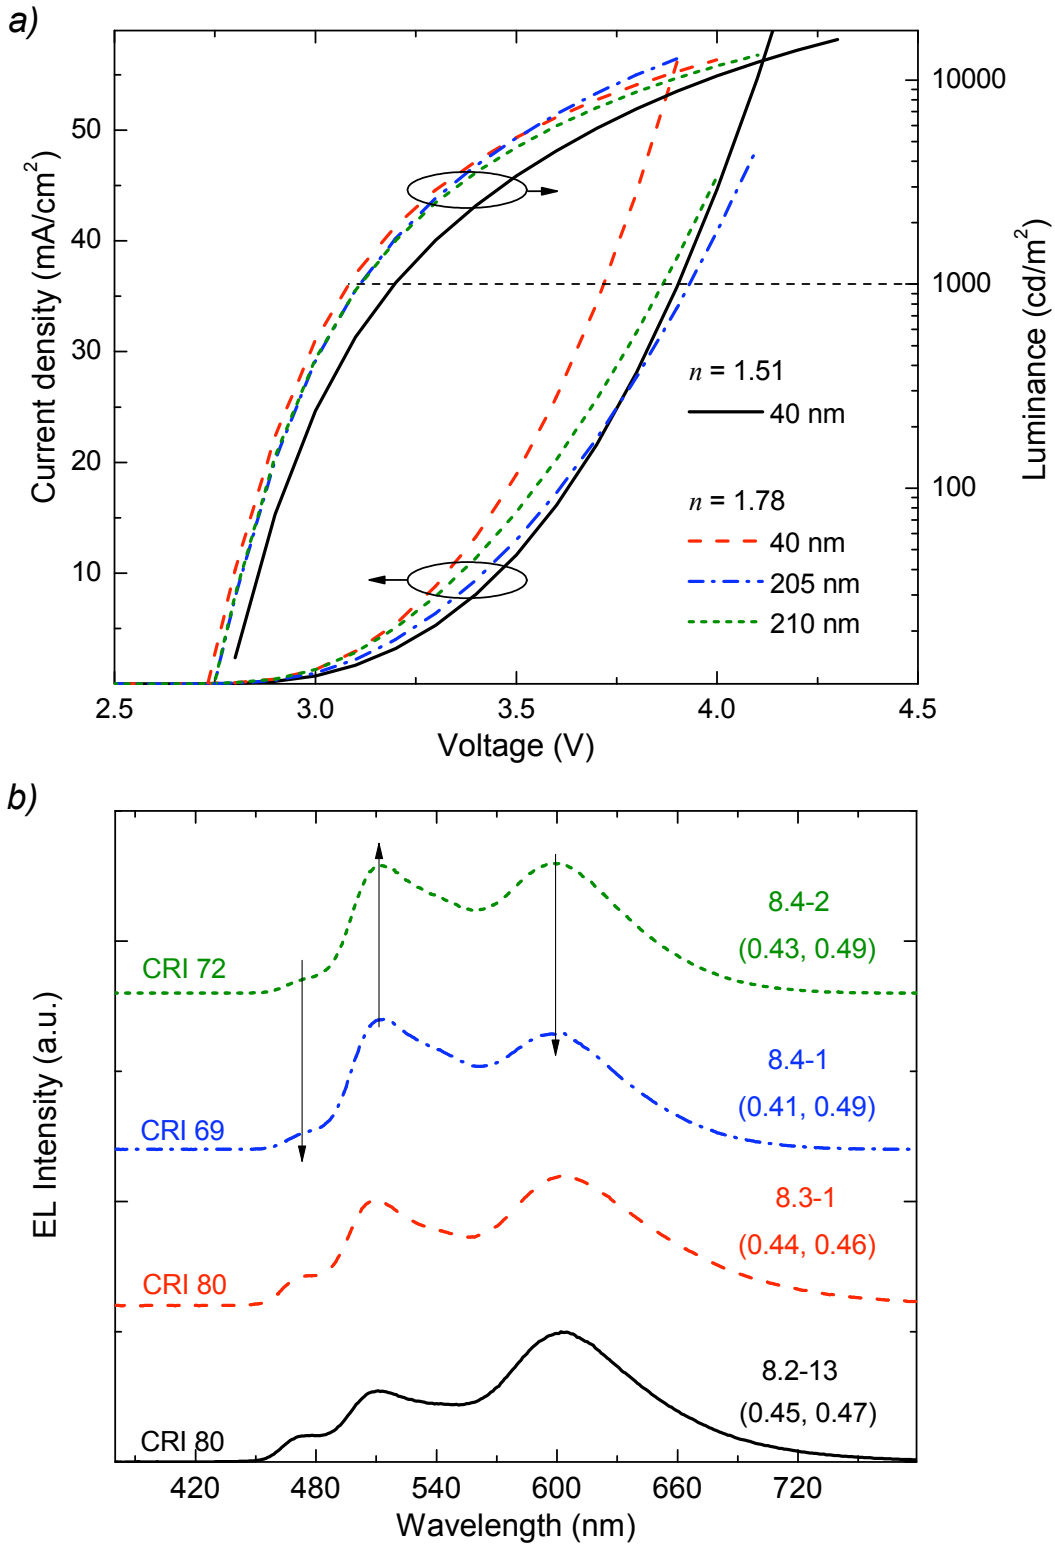 a)
Current density (mA/cm²)
50
40
30
20
10
10000
1000
100
Luminance (cd/m²)
n = 1.51
40 nm
n = 1.78
40 nm
205 nm
210 nm
2.5 3.0 3.5 4.0 4.5
Voltage (V)
b)
EL Intensity (a.u.)
8.4-2
(0.43, 0.49)
CRI 72
8.4-1
(0.41, 0.49)
CRI 69
8.3-1
(0.44, 0.46)
CRI 80
8.2-13
(0.45, 0.47)
CRI 80
420 480 540 600 660 720
Wavelength (nm)